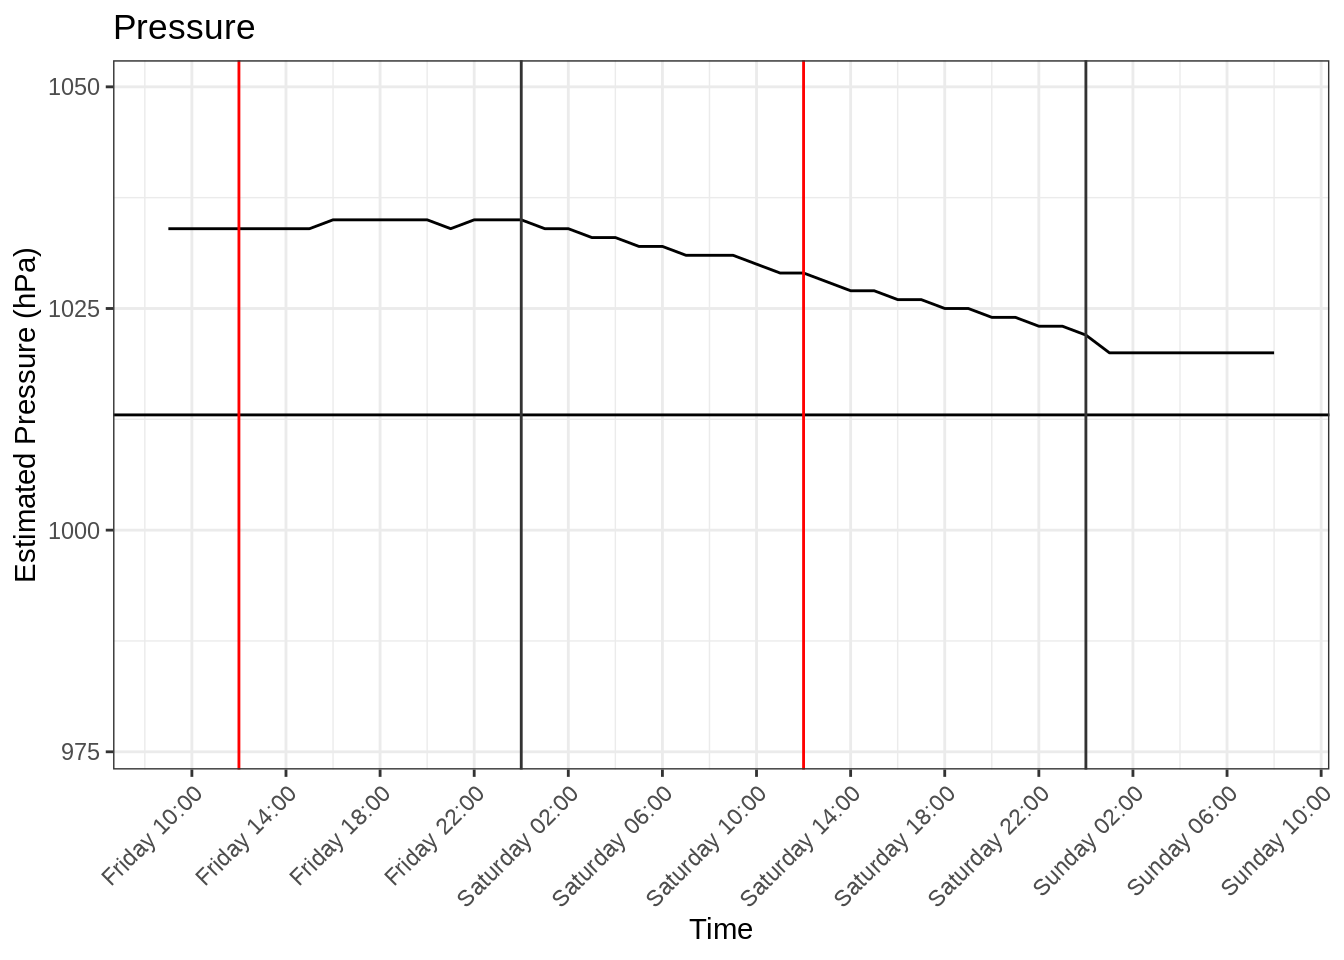 Pressure
Estimated Pressure (hPa)
1050
1025
1000
975
Friday 10:00
Friday 14:00
Friday 18:00
Friday 22:00
Saturday 02:00
Saturday 06:00
Saturday 10:00
Saturday 14:00
Saturday 18:00
Saturday 22:00
Sunday 02:00
Sunday 06:00
Sunday 10:00
Time